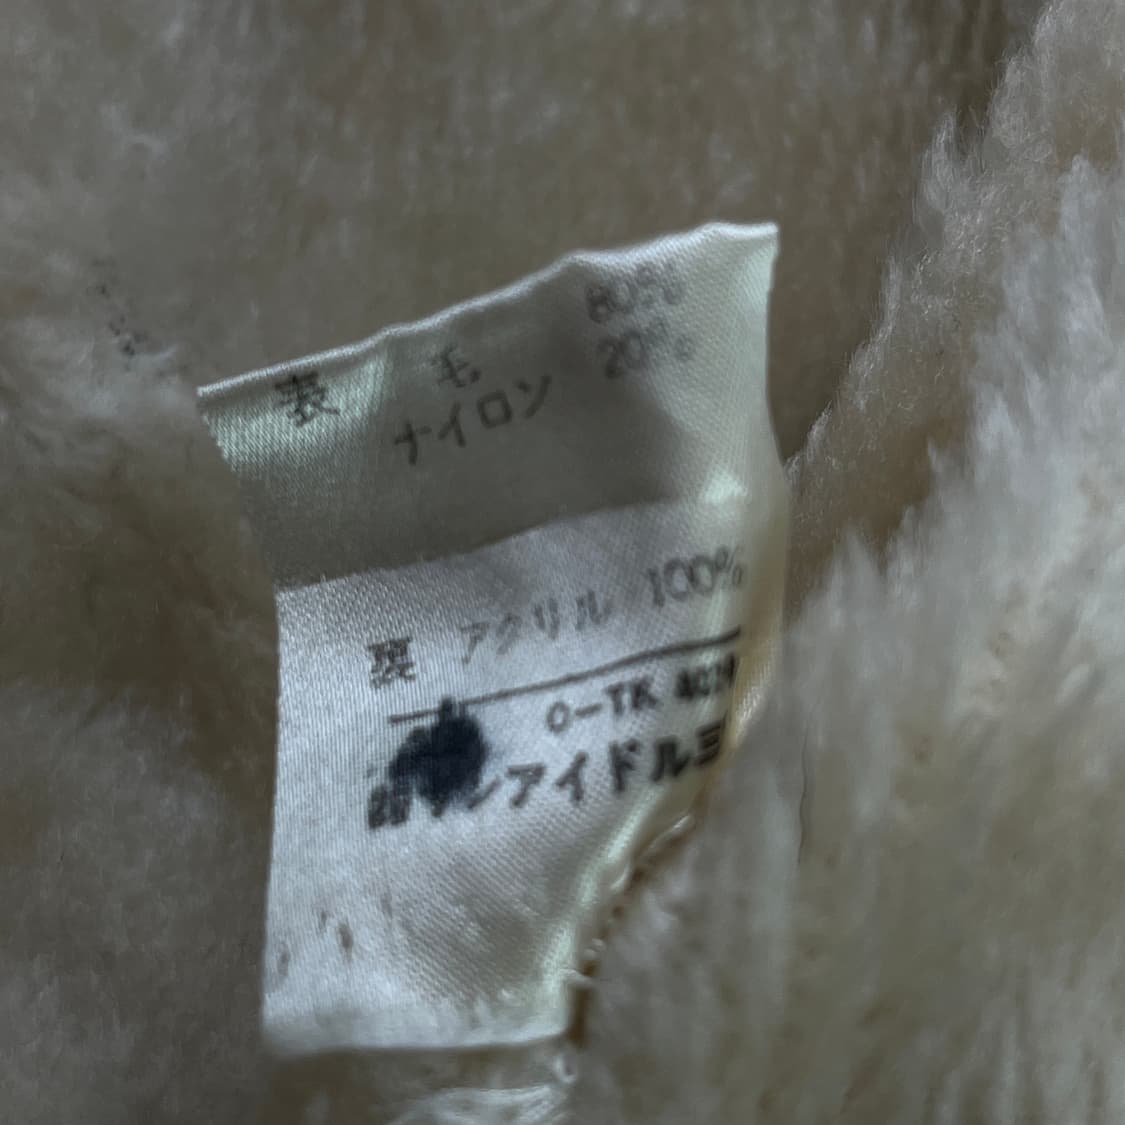 表 毛 80%
ナイロン 20%
裏 アクリル 100%
O-TK
ンアイドル